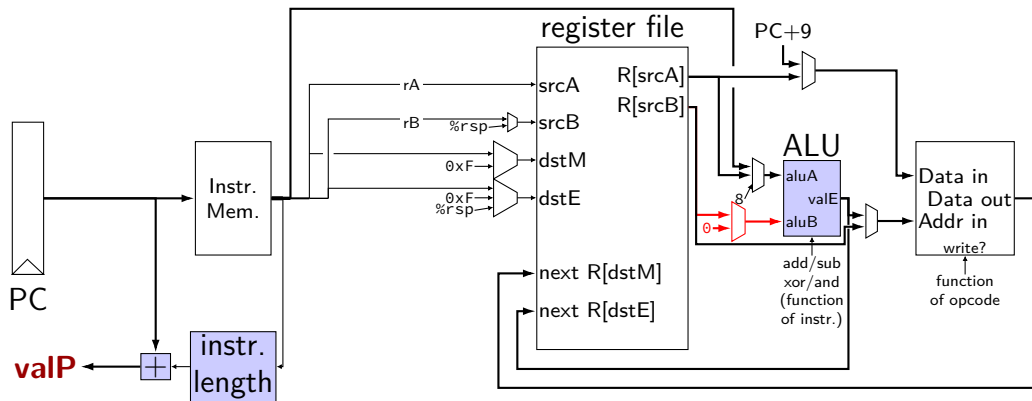 register file
PC+9
R[srcA]
rA
srcA
R[srcB]
rB
srcB
%rsp
ALU
dstM
0xF
Instr.
Mem.
aluA
Data in
dstE
0xF
%rsp
8
valE
Data out
aluB
Addr in
0
write?
add/sub
xor/and
(function
of instr.)
function
of opcode
next R[dstM]
PC
next R[dstE]
instr.
length
valP
+